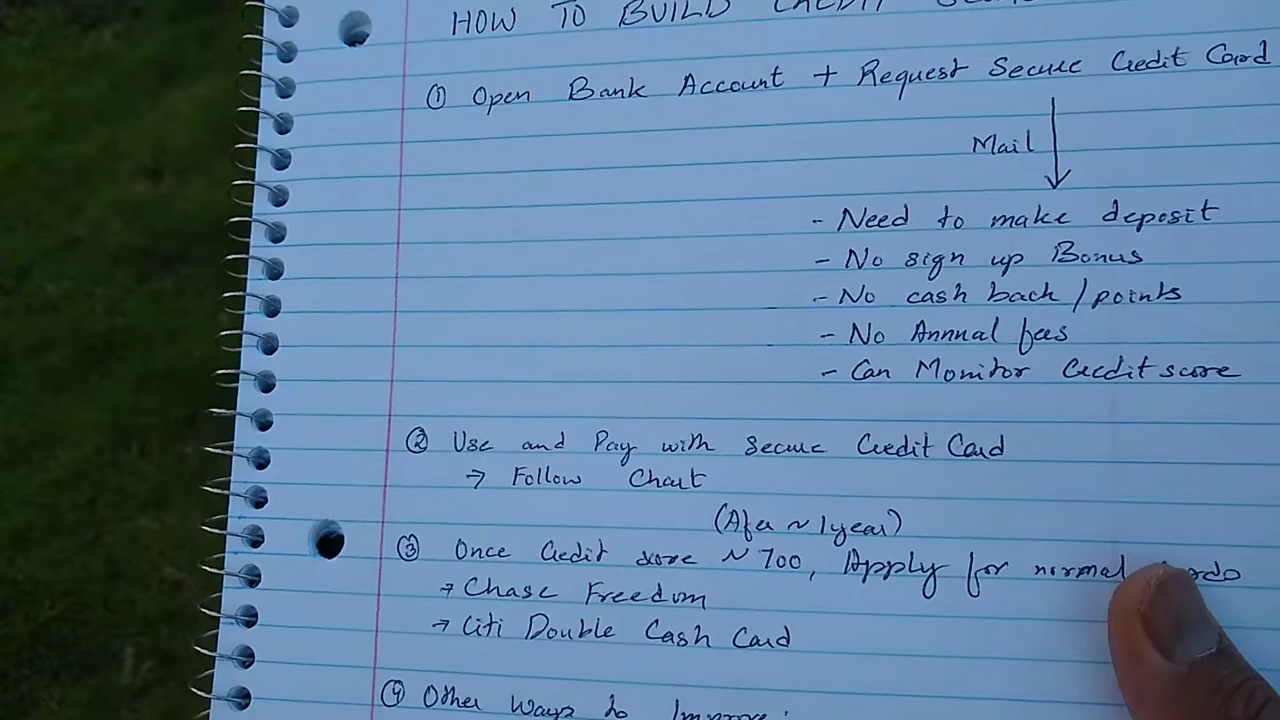 HOW TO BUILD CREDIT
① Open Bank Account + Request Secure Credit Card
Mail
- Need to make deposit
- No sign up Bonus
- No cash back / points
- No Annual fees
- Can Monitor Credit score
② Use and Pay with Secure Credit Card
→ Follow Chart
(After ~ 1 year)
③ Once Credit score ~ 700, Apply for normal
→ Chase Freedom
→ Citi Double Cash Card
④ Other Ways to Improve :